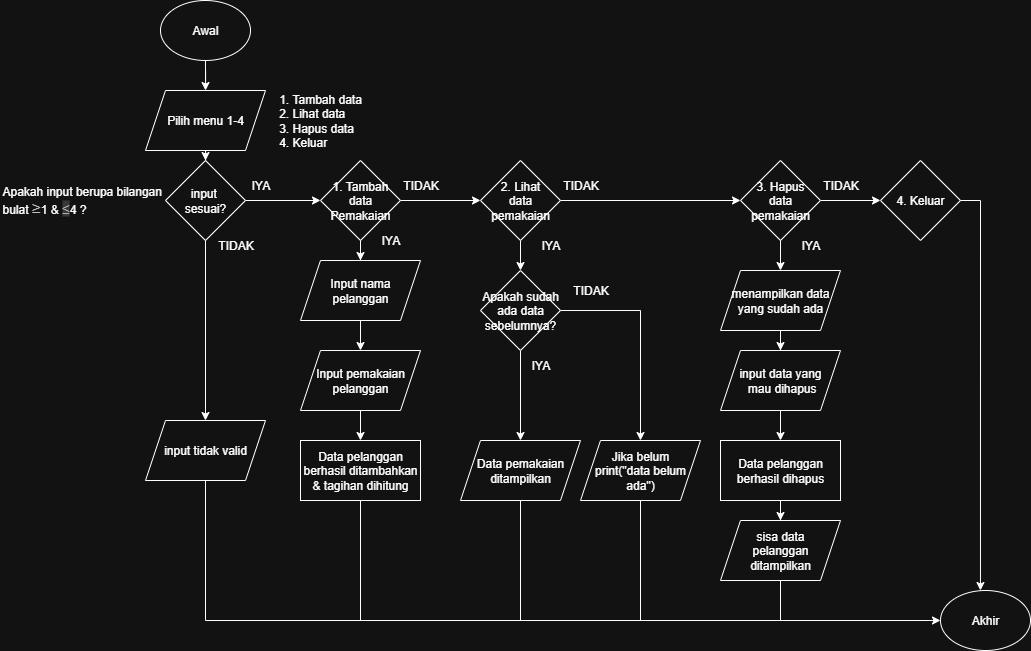 Awal
Pilih menu 1-4
1. Tambah data
2. Lihat data
3. Hapus data
4. Keluar
Apakah input berupa bilangan
bulat ≥1 & ≤4 ?
input
sesuai?
IYA
TIDAK
1. Tambah
data
Pemakaian
TIDAK
IYA
2. Lihat
data
pemakaian
TIDAK
IYA
3. Hapus
data
pemakaian
TIDAK
IYA
4. Keluar
Input nama
pelanggan
Input pemakaian
pelanggan
Data pelanggan
berhasil ditambahkan
& tagihan dihitung
Apakah sudah
ada data
sebelumnya?
TIDAK
IYA
Data pemakaian
ditampilkan
Jika belum
print("data belum
ada")
menampilkan data
yang sudah ada
input data yang
mau dihapus
Data pelanggan
berhasil dihapus
sisa data
pelanggan
ditampilkan
input tidak valid
Akhir